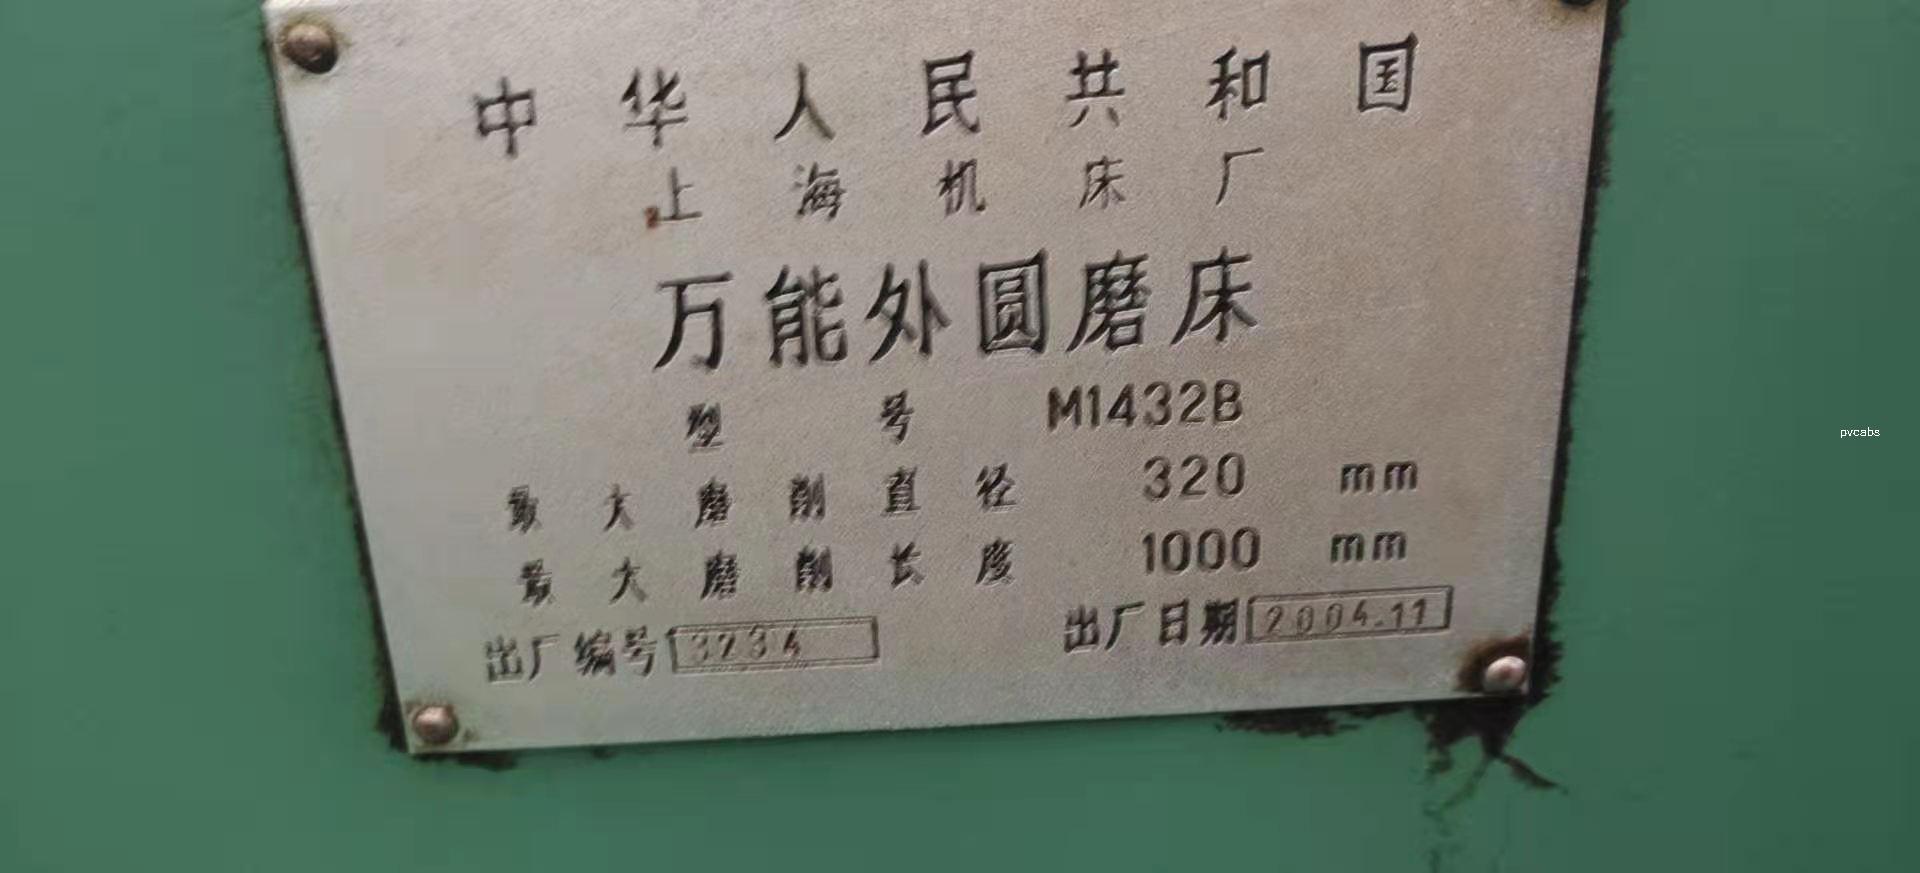 中华人民共和国
上海机床厂
万能外圆磨床
型号 M1432B
最大磨削直径 320 mm
最大磨削长度 1000 mm
出厂编号 3234 出厂日期 2004.11
pvcabs